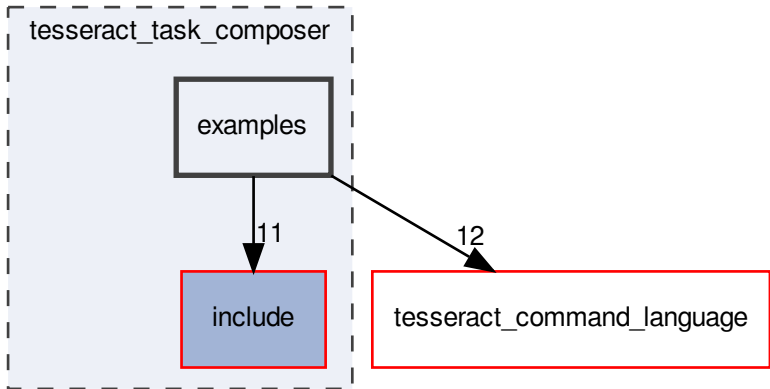 tesseract_task_composer
examples
11
12
include
tesseract_command_language